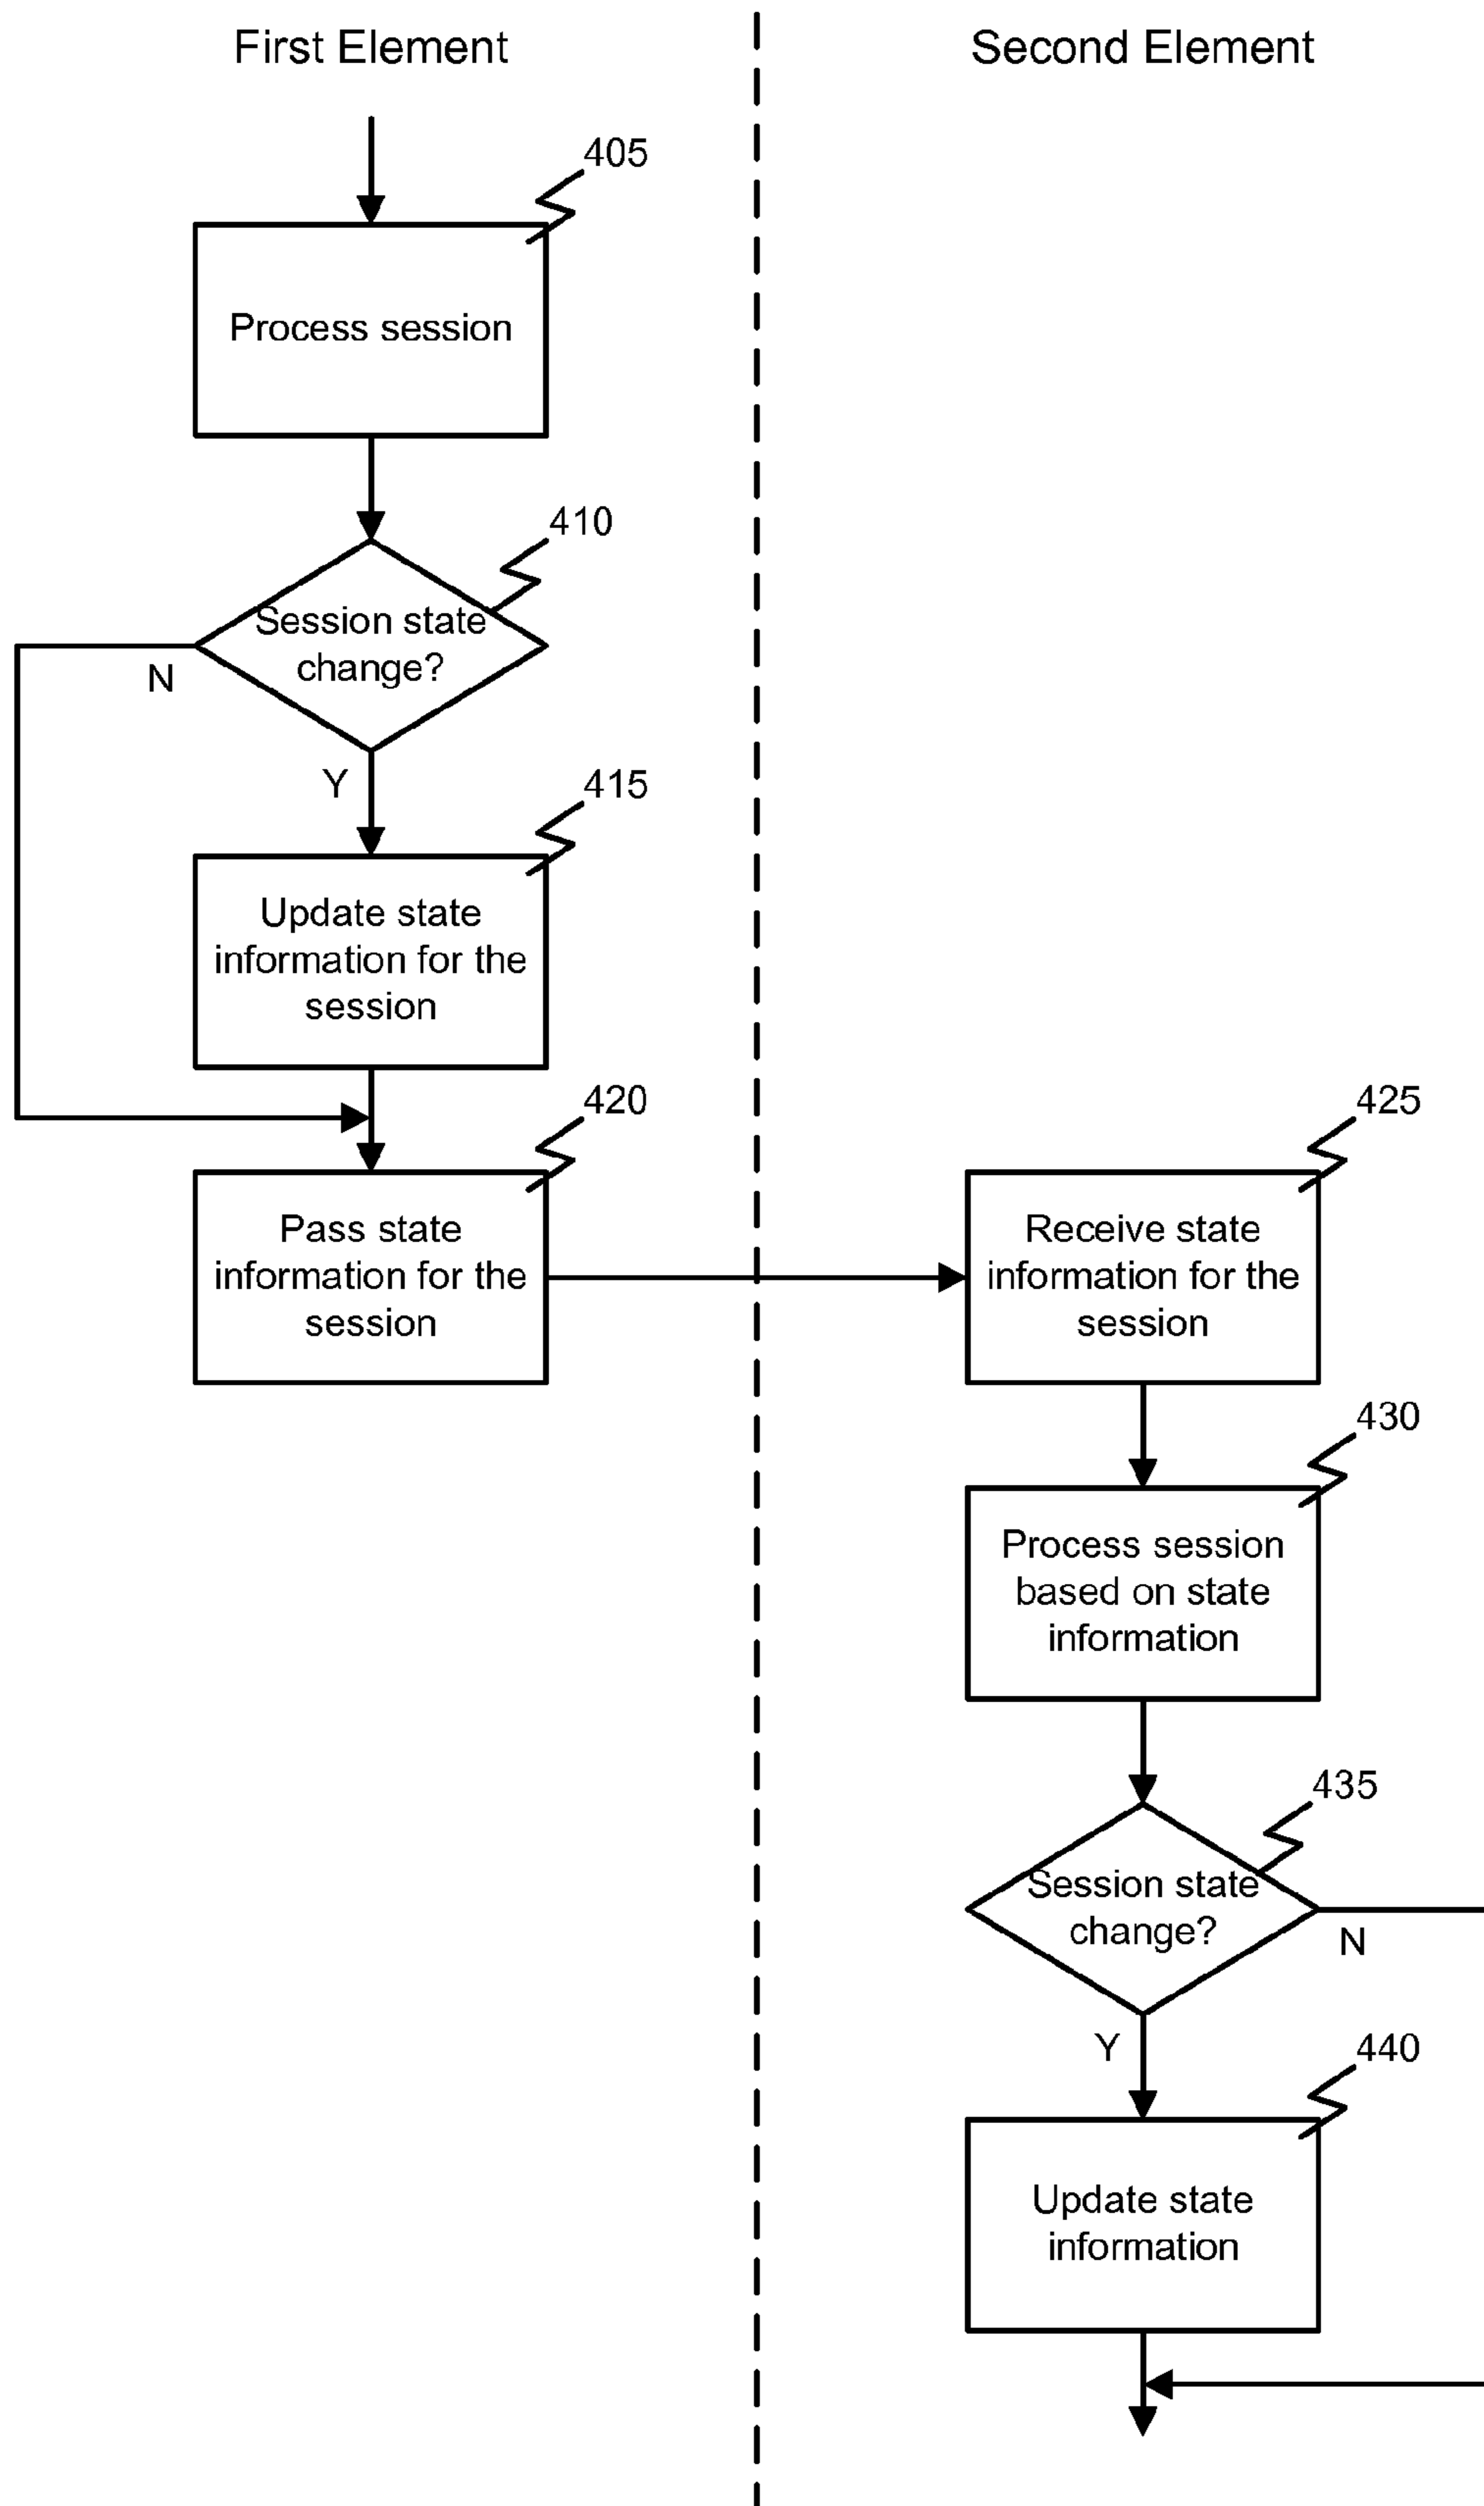 First Element
405
Process session
410
Session state
change?
N
Y
415
Update state
information for the
session
420
Pass state
information for the
session
Second Element
425
Receive state
information for the
session
430
Process session
based on state
information
435
Session state
change?
N
Y
440
Update state
information